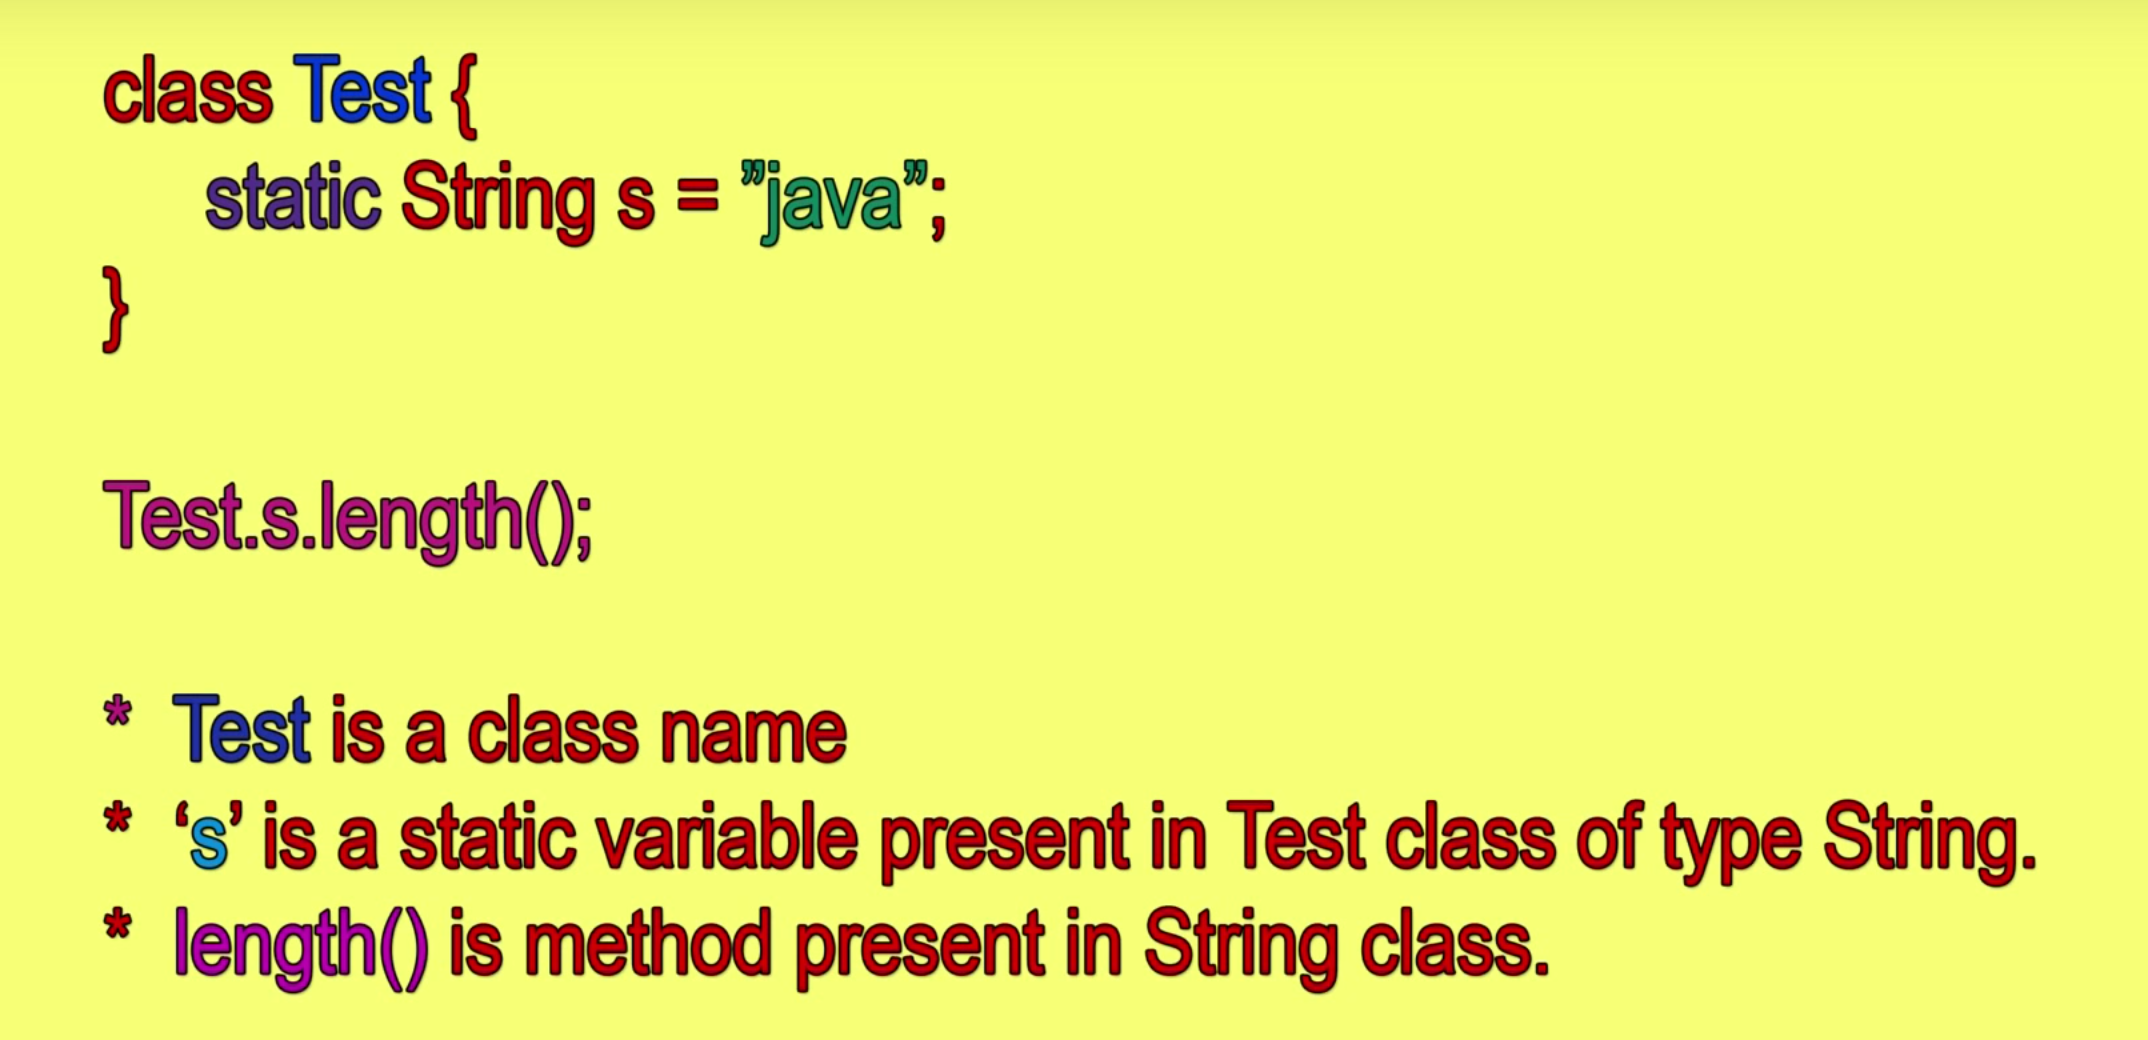 class Test {
static String s = ”java”;
}
Test.s.length();
* Test is a class name
* ‘s’ is a static variable present in Test class of type String.
* length() is method present in String class.